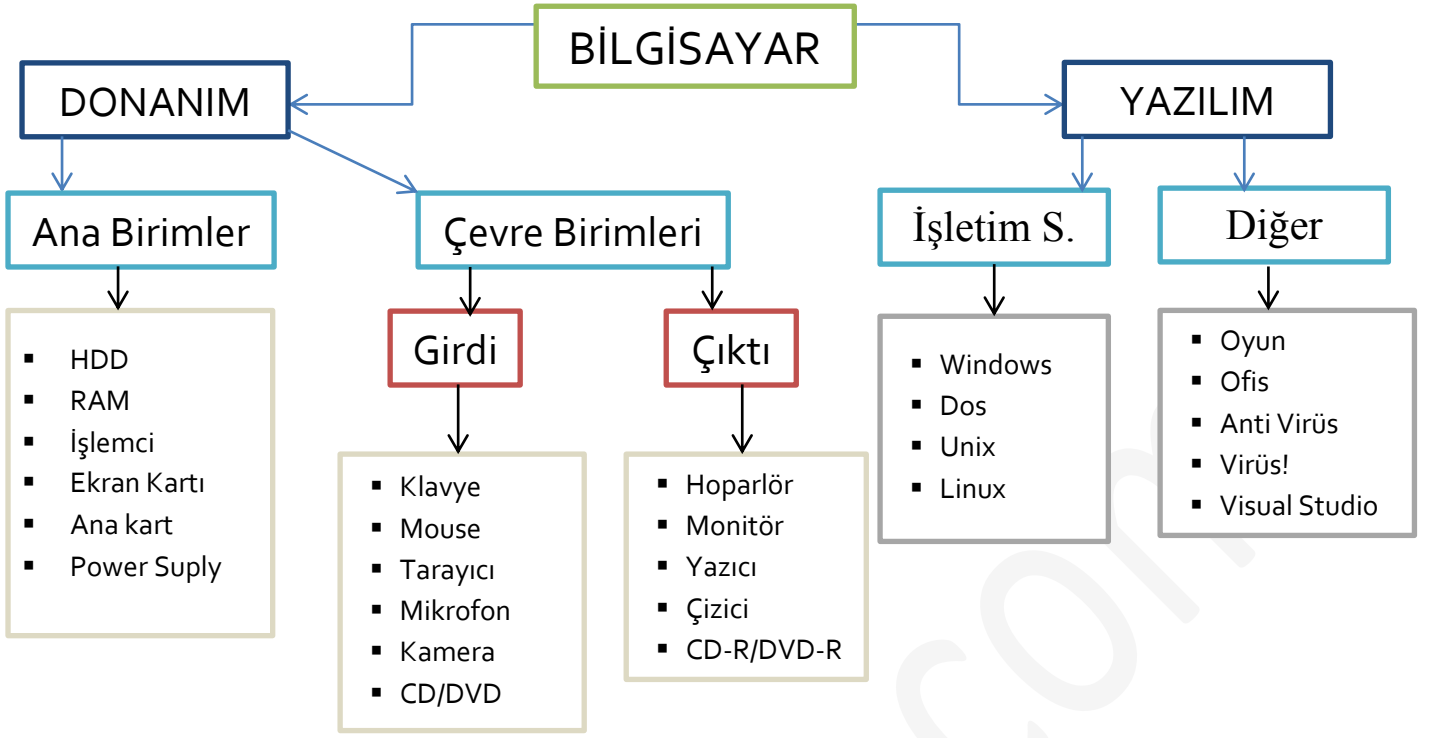 BİLGİSAYAR
DONANIM
YAZILIM
Ana Birimler
Çevre Birimleri
İşletim S.
Diğer
HDD
RAM
İşlemci
Ekran Kartı
Ana kart
Power Suply
Girdi
Klavye
Mouse
Tarayıcı
Mikrofon
Kamera
CD/DVD
Çıktı
Hoparlör
Monitör
Yazıcı
Çizici
CD-R/DVD-R
Windows
Dos
Unix
Linux
Oyun
Ofis
Anti Virüs
Virüs!
Visual Studio
com